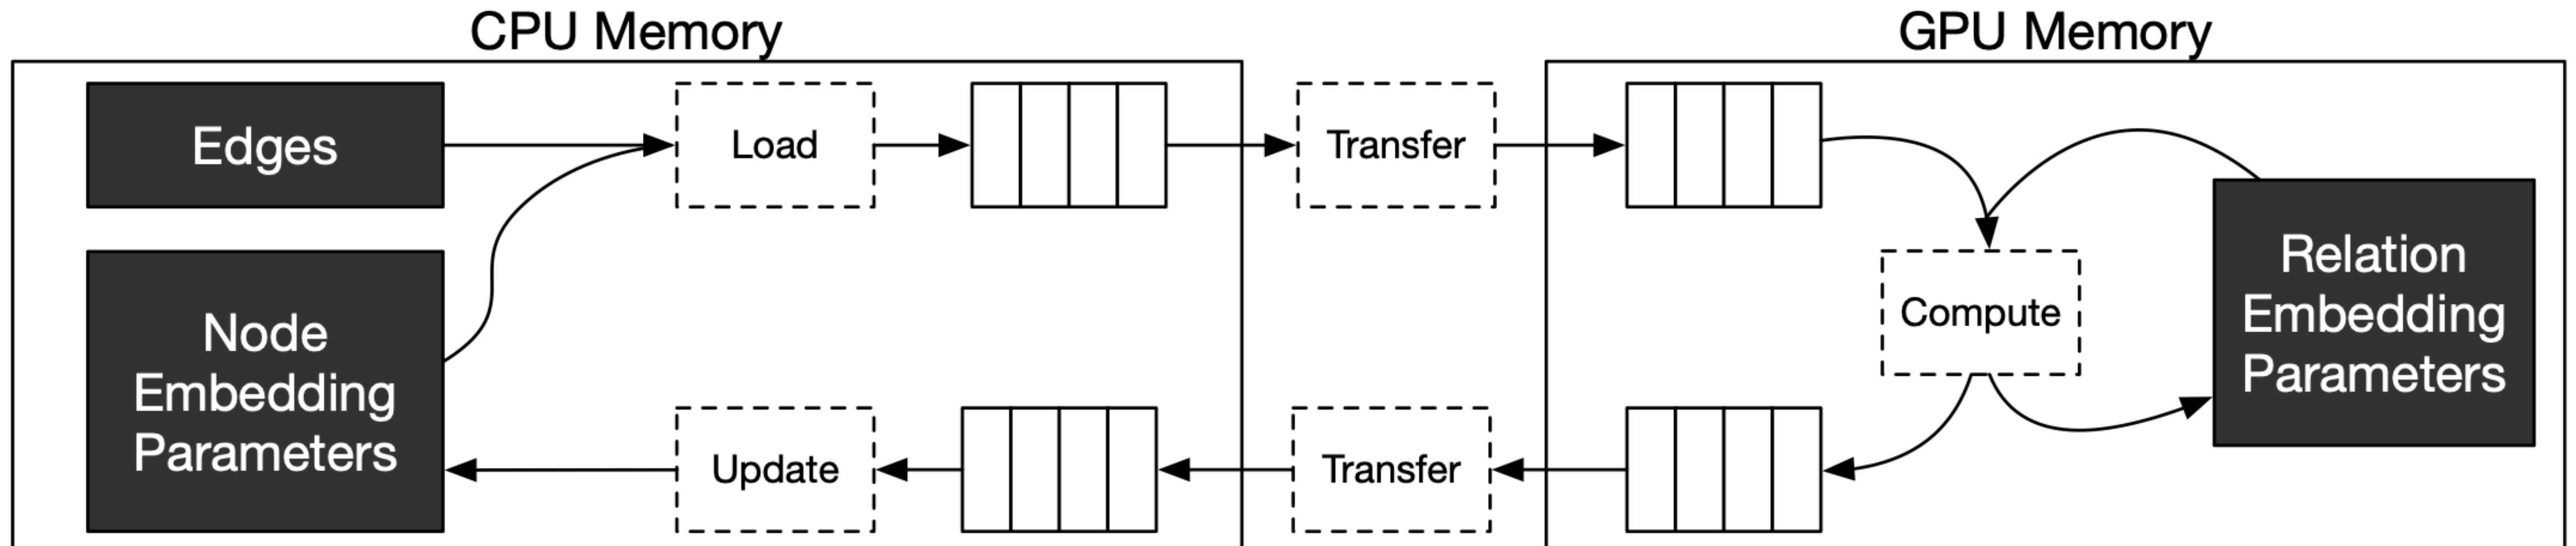 CPU Memory
GPU Memory
Edges
Load
Transfer
Node
Embedding
Parameters
Compute
Relation
Embedding
Parameters
Update
Transfer